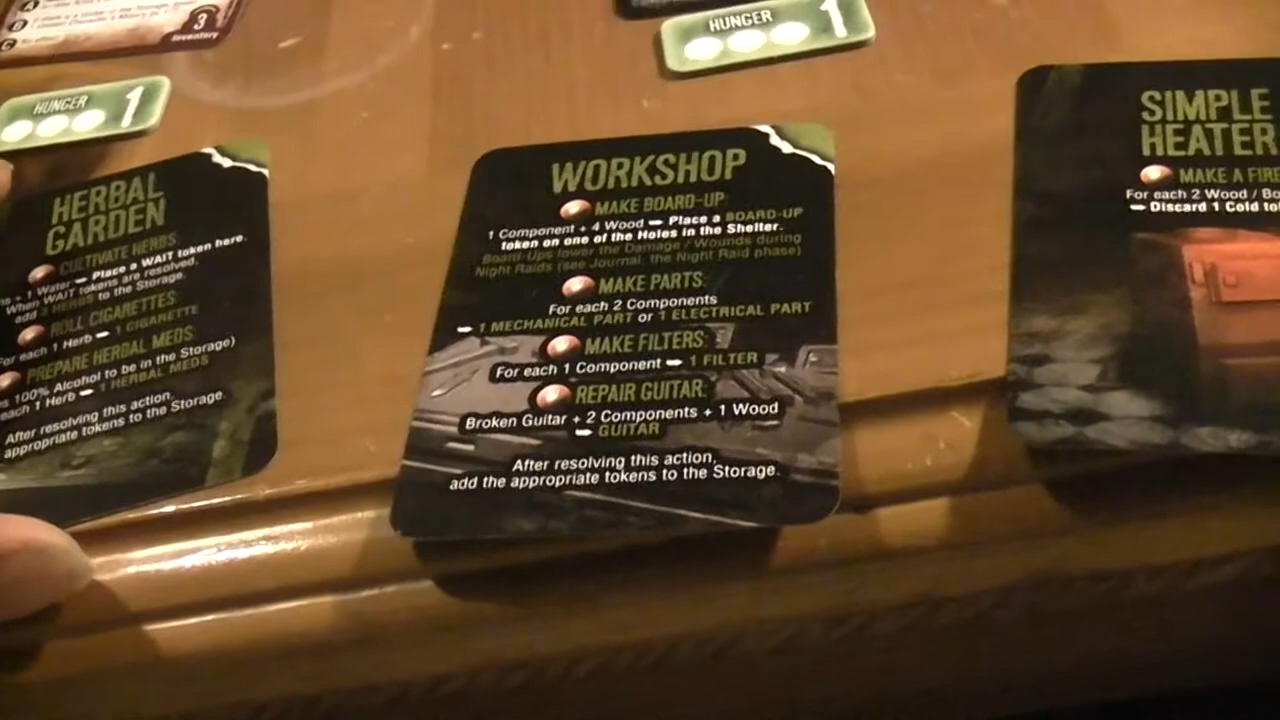 3
Inventory
HUNGER 1
HUNGER 1
HERBAL
GARDEN
CULTIVATE HERBS:
+ 1 Water ➡ Place a WAIT token here.
When WAIT tokens are resolved,
add 3 HERBS to the Storage.
ROLL CIGARETTES:
For each 1 Herb ➡ 1 CIGARETTE
PREPARE HERBAL MEDS:
100% Alcohol to be in the Storage)
each 1 Herb ➡ 1 HERBAL MEDS
After resolving this action,
appropriate tokens to the Storage.
WORKSHOP
MAKE BOARD-UP:
1 Component + 4 Wood ➡ Place a BOARD-UP
token on one of the Holes in the Shelter.
Board-Ups lower the Damage / Wounds during
Night Raids (see Journal: the Night Raid phase)
MAKE PARTS:
For each 2 Components
➡ 1 MECHANICAL PART or 1 ELECTRICAL PART
MAKE FILTERS:
For each 1 Component ➡ 1 FILTER
REPAIR GUITAR:
Broken Guitar + 2 Components + 1 Wood
➡ GUITAR
After resolving this action,
add the appropriate tokens to the Storage.
SIMPLE
HEATER
MAKE A FIRE
For each 2 Wood / Bo
➡ Discard 1 Cold to